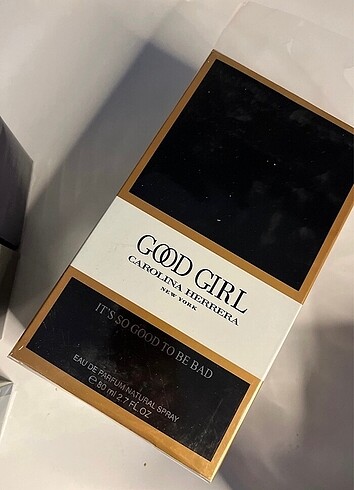 GOOD GIRL
CAROLINA HERRERA
NEW YORK
IT'S SO GOOD TO BE BAD
EAU DE PARFUM NATURAL SPRAY
℮ 80 ml 2.7 FL.OZ